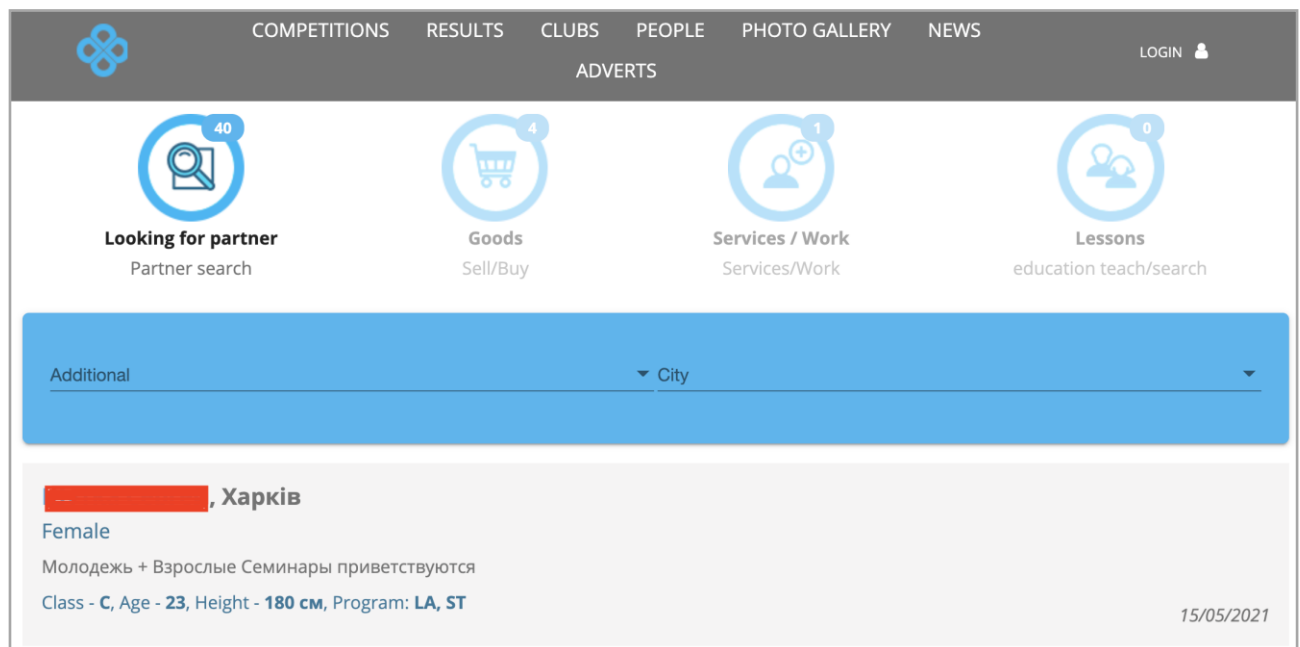 COMPETITIONS RESULTS CLUBS PEOPLE PHOTO GALLERY NEWS
ADVERTS
LOGIN
40
4
1
0
Looking for partner
Partner search
Goods
Sell/Buy
Services / Work
Services/Work
Lessons
education teach/search
Additional
City
, Харків
Female
Молодежь + Взрослые Семинары приветствуются
Class - C, Age - 23, Height - 180 см, Program: LA, ST
15/05/2021